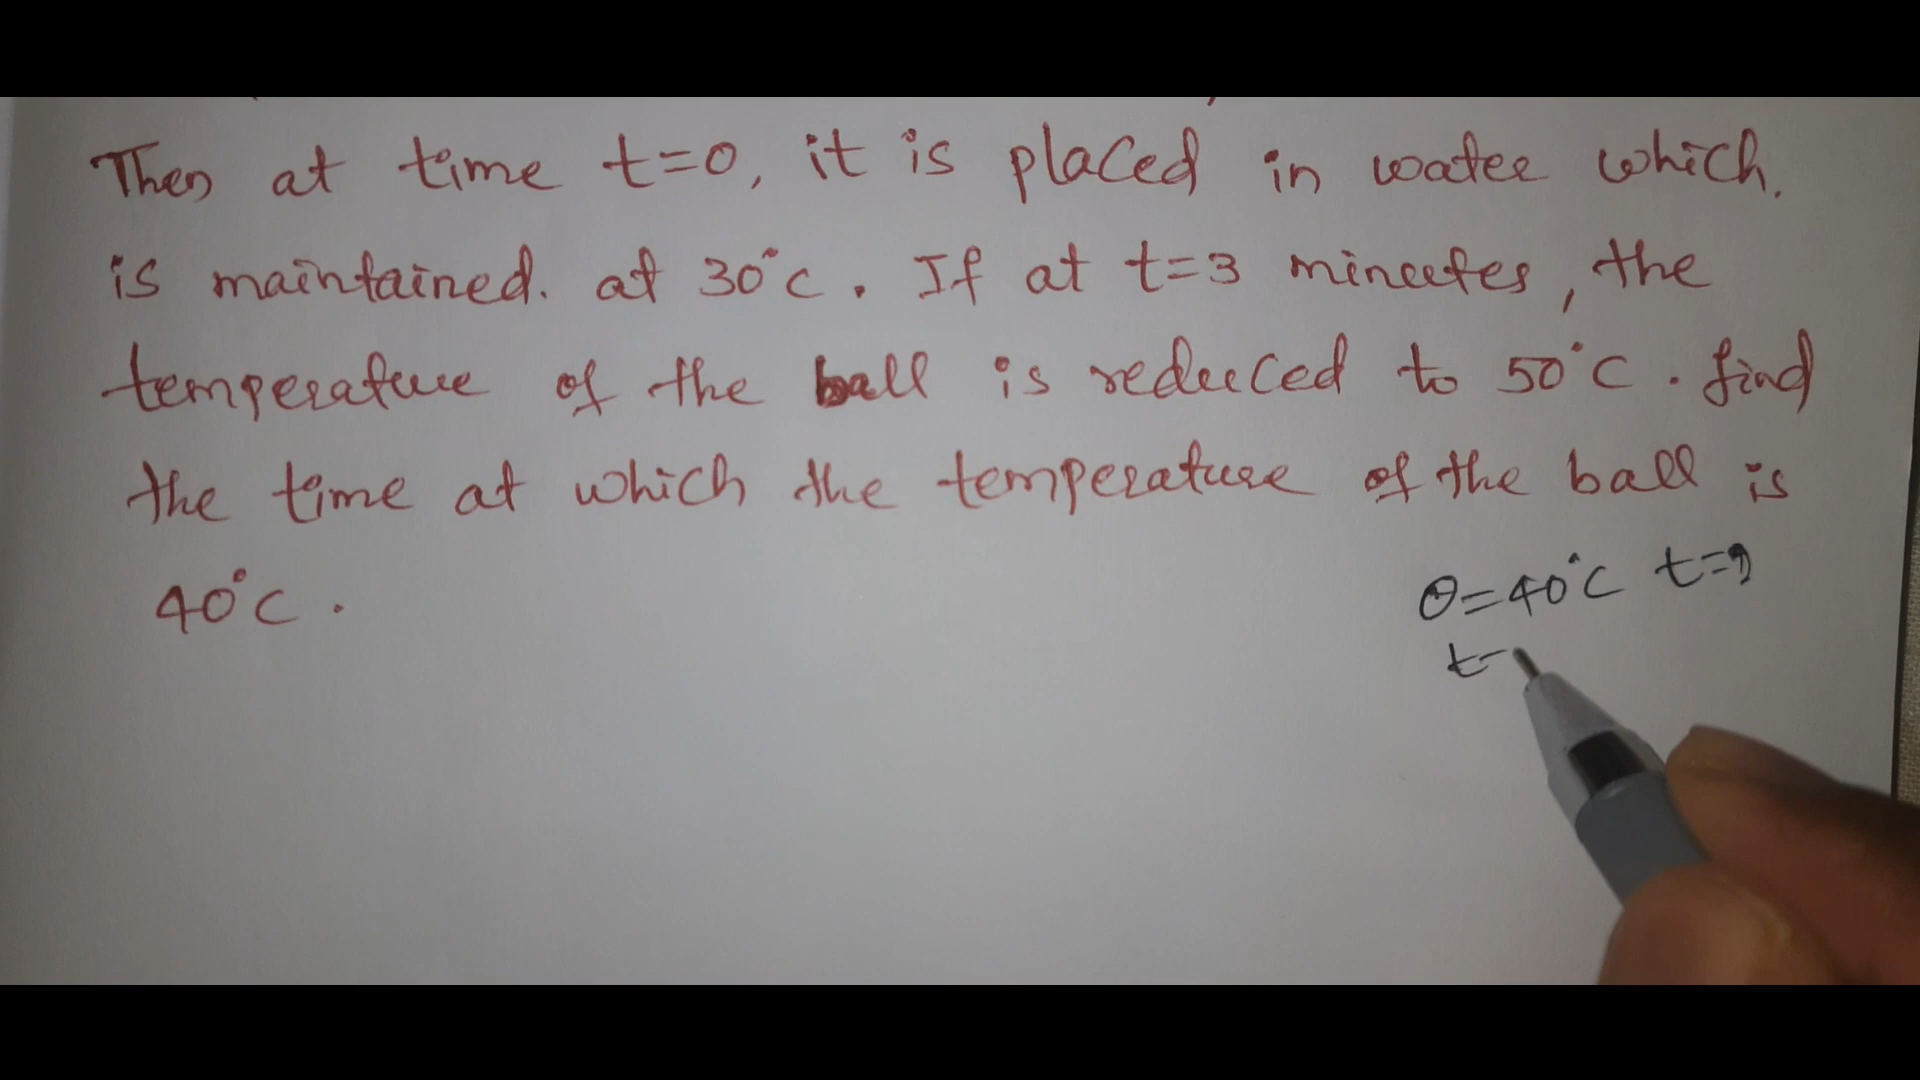 Then at time t=0, it is placed in water which.
is maintained. at 30°c. If at t=3 minutes, the
temperature of the ball is reduced to 50°c. find
the time at which the temperature of the ball is
40°c.
θ=40°c t=?
t=